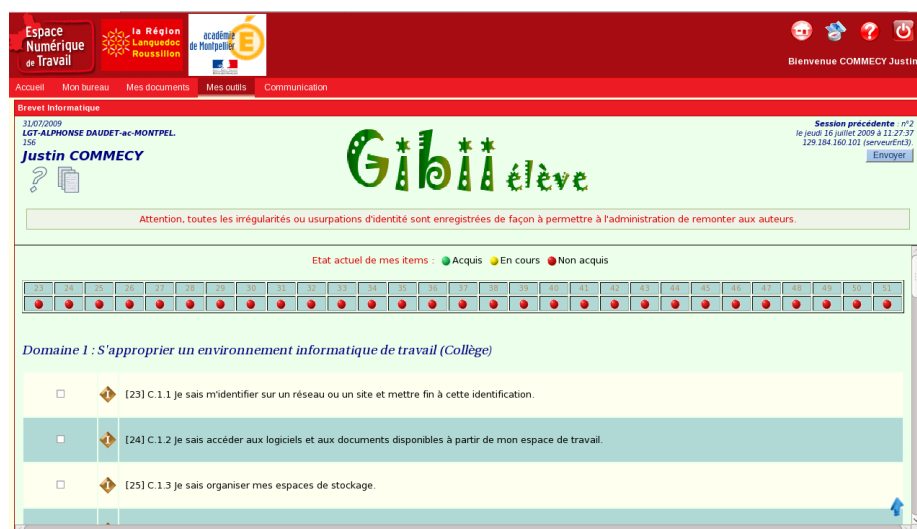 Espace
Numérique
de Travail
la Région
Languedoc
Roussillon
académie
de Montpellier
Bienvenue COMMECY Justin
Accueil Mon bureau Mes documents Mes outils Communication
Brevet Informatique
31/07/2009
LGT-ALPHONSE DAUDET-ac-MONTPEL.
1S6
Justin COMMECY
Gibii élève
Session précédente : n°2
le jeudi 16 juillet 2009 à 11:27:37
129.184.160.101 (serveurEnt3).
Envoyer
Attention, toutes les irrégularités ou usurpations d'identité sont enregistrées de façon à permettre à l'administration de remonter aux auteurs.
Etat actuel de mes items : Acquis En cours Non acquis
23 24 25 26 27 28 29 30 31 32 33 34 35 36 37 38 39 40 41 42 43 44 45 46 47 48 49 50 51
Domaine 1 : S'approprier un environnement informatique de travail (Collège)
1 [23] C.1.1 Je sais m'identifier sur un réseau ou un site et mettre fin à cette identification.
1 [24] C.1.2 Je sais accéder aux logiciels et aux documents disponibles à partir de mon espace de travail.
1 [25] C.1.3 Je sais organiser mes espaces de stockage.